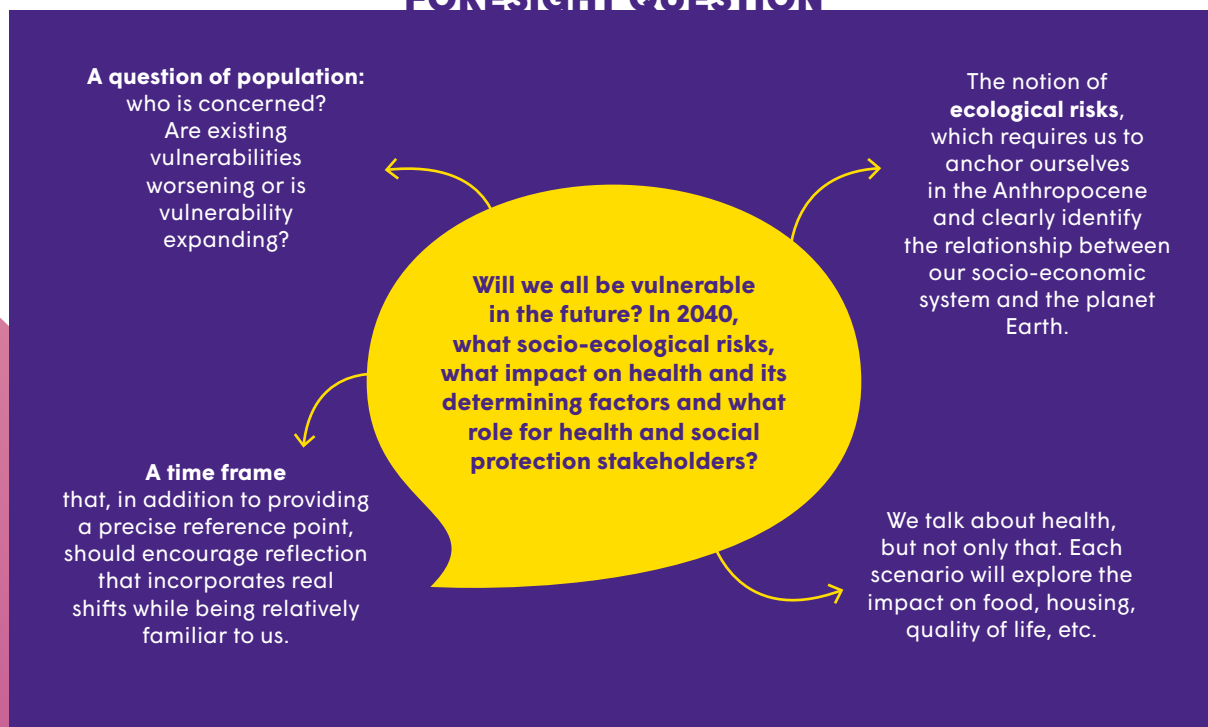 FORESIGHT QUESTION
A question of population:
who is concerned?
Are existing
vulnerabilities
worsening or is
vulnerability
expanding?
The notion of
ecological risks,
which requires us to
anchor ourselves
in the Anthropocene
and clearly identify
the relationship between
our socio-economic
system and the planet
Earth.
Will we all be vulnerable
in the future? In 2040,
what socio-ecological risks,
what impact on health and its
determining factors and what
role for health and social
protection stakeholders?
A time frame
that, in addition to providing
a precise reference point,
should encourage reflection
that incorporates real
shifts while being relatively
familiar to us.
We talk about health,
but not only that. Each
scenario will explore the
impact on food, housing,
quality of life, etc.